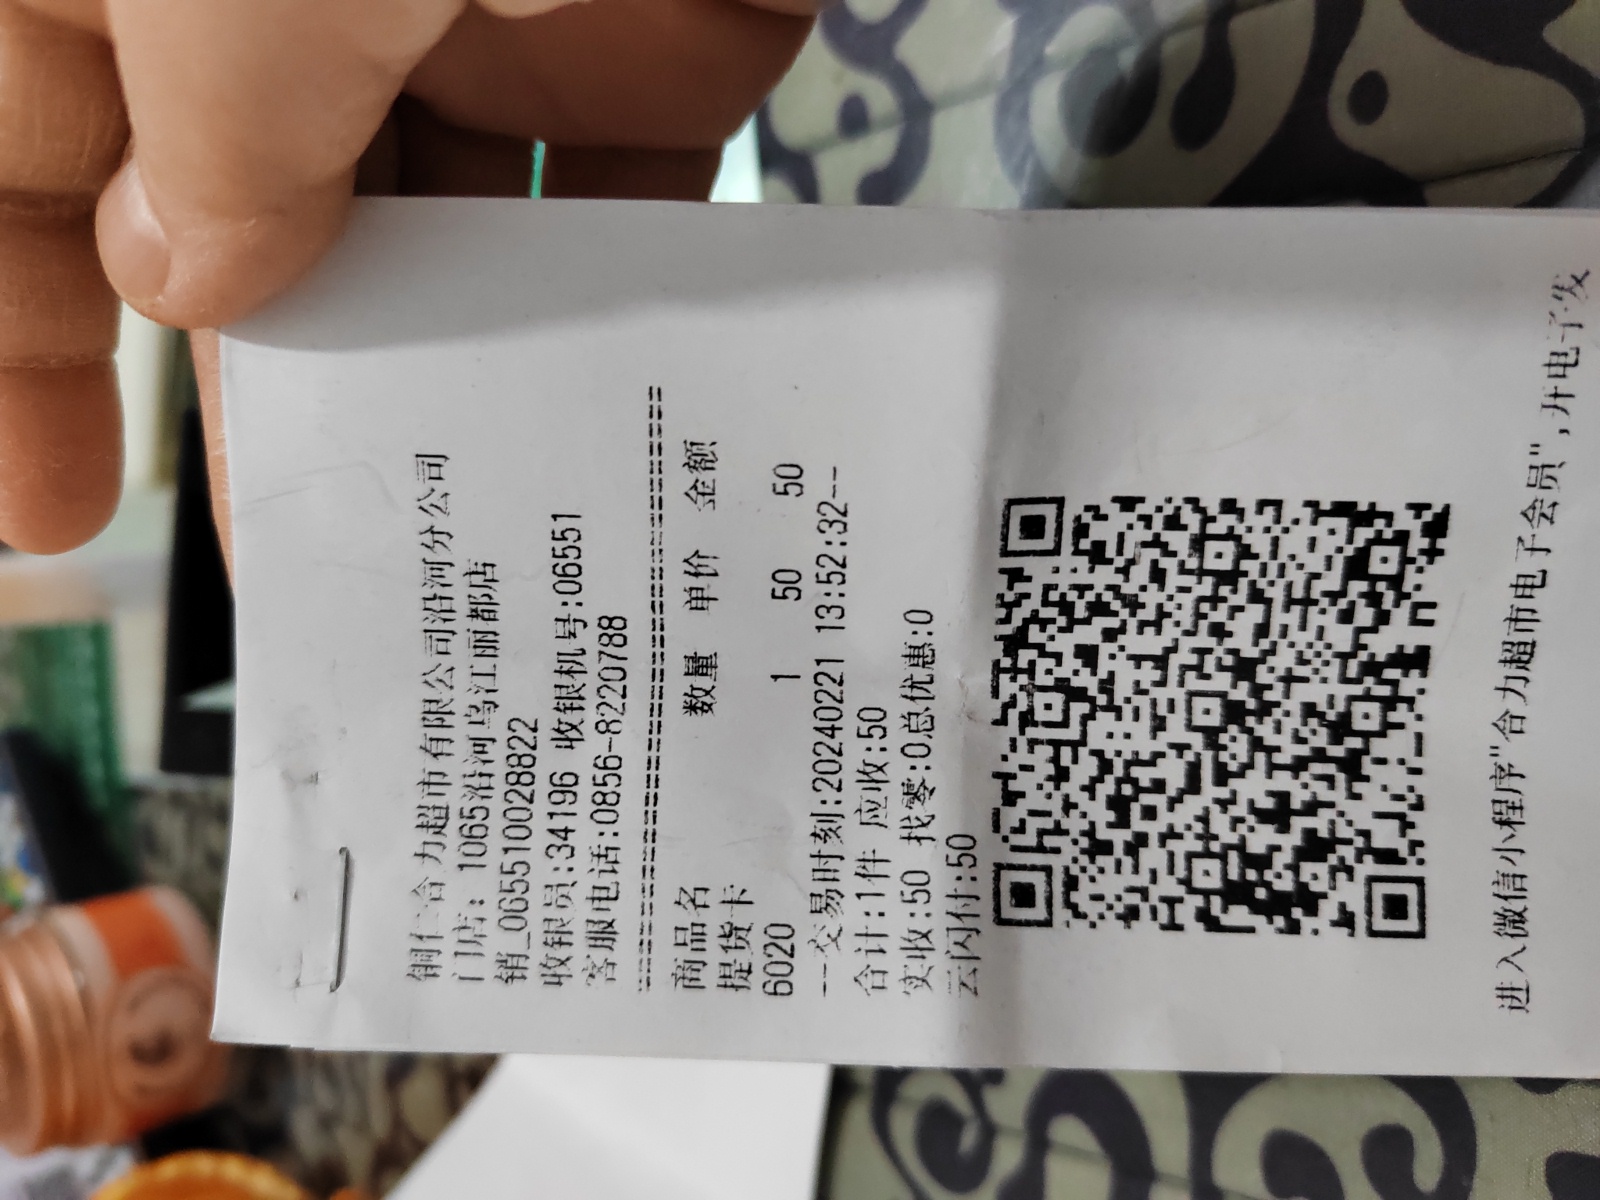 铜仁合力超市有限公司沿河分公司
门店: 1065沿河乌江丽都店
销_065510028822
收银员:34196 收银机号:06551
客服电话:0856-8220788
商品名 数量 单价 金额
提货卡
6020 1 50 50
--交易时刻:20240221 13:52:32--
合计:1件 应收:50
实收:50 找零:0总优惠:0
云闪付:50
进入微信小程序"合力超市电子会员",开电子发